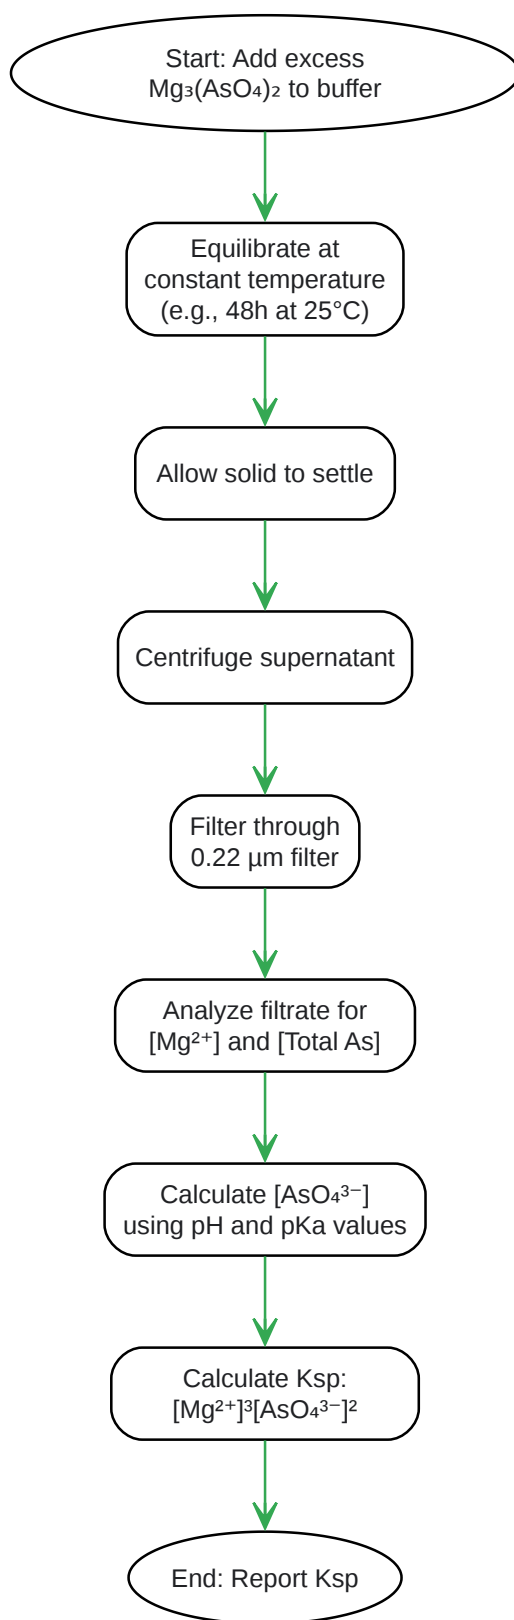 Start: Add excess
Mg₃(AsO₄)₂ to buffer
Equilibrate at
constant temperature
(e.g., 48h at 25°C)
Allow solid to settle
Centrifuge supernatant
Filter through
0.22 µm filter
Analyze filtrate for
[Mg²⁺] and [Total As]
Calculate [AsO₄³⁻]
using pH and pKa values
Calculate Ksp:
[Mg²⁺]³[AsO₄³⁻]²
End: Report Ksp